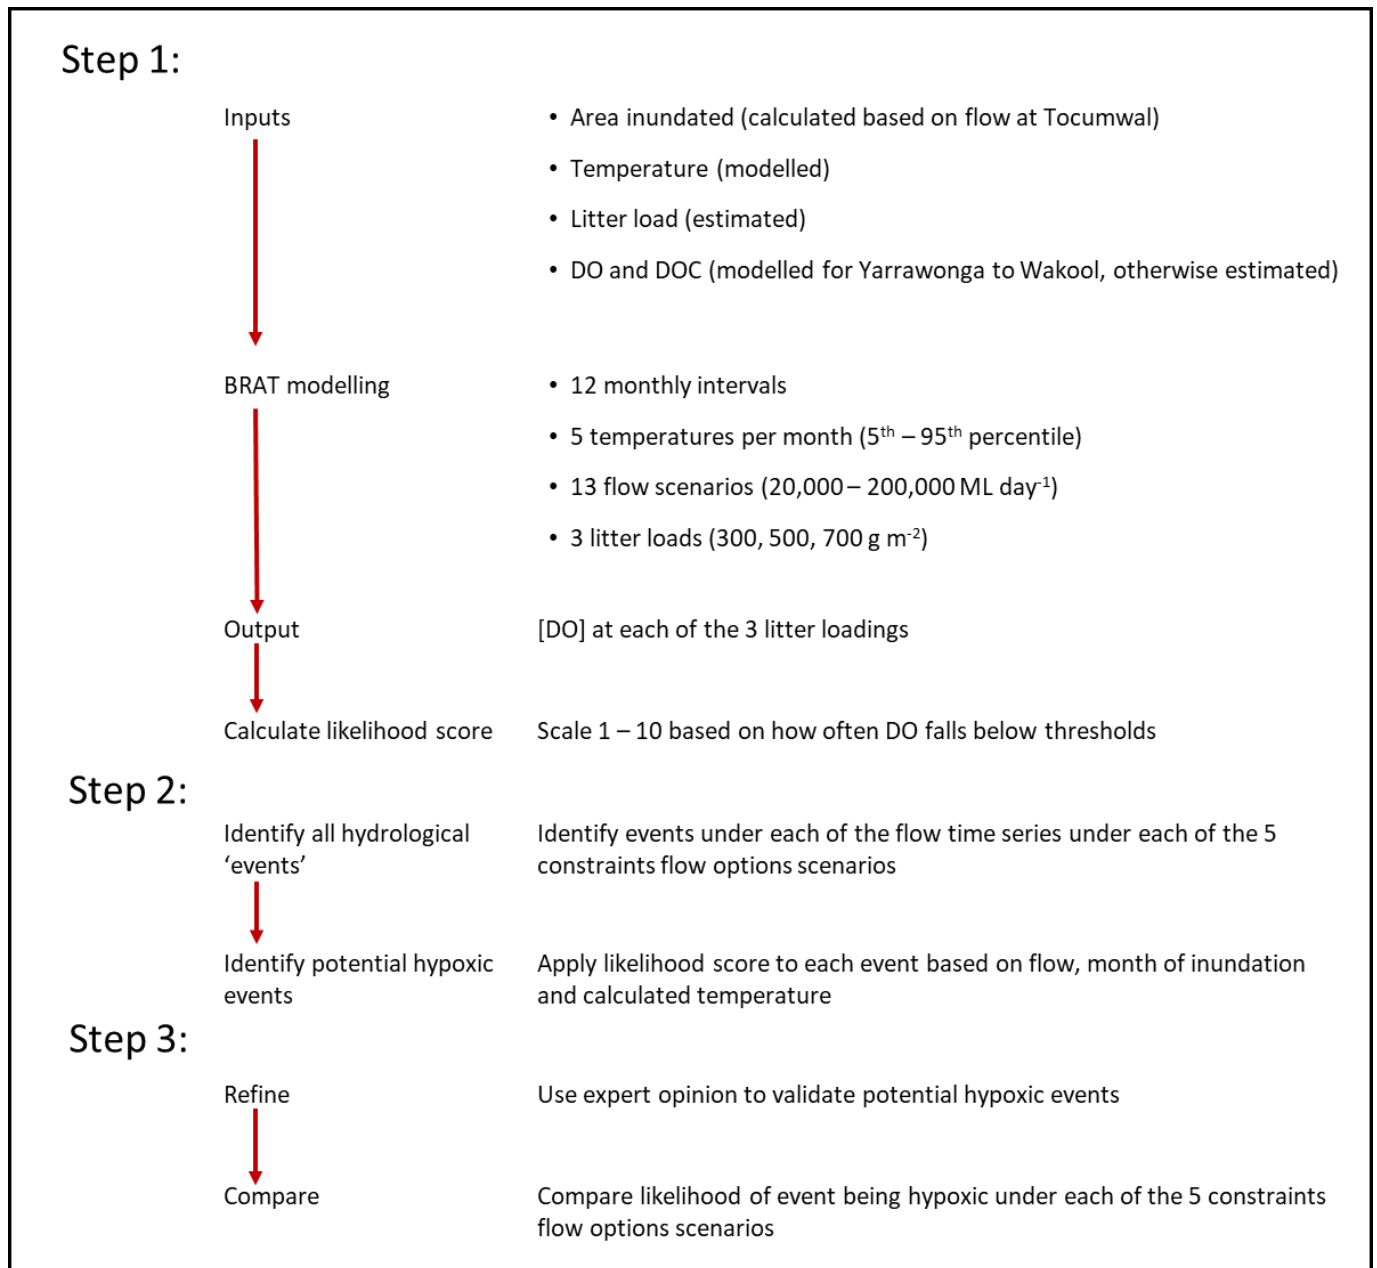 Step 1:
Inputs
• Area inundated (calculated based on flow at Tocumwal)
• Temperature (modelled)
• Litter load (estimated)
• DO and DOC (modelled for Yarrawonga to Wakool, otherwise estimated)
BRAT modelling
• 12 monthly intervals
• 5 temperatures per month (5th – 95th percentile)
• 13 flow scenarios (20,000 – 200,000 ML day-1)
• 3 litter loads (300, 500, 700 g m-2)
Output
[DO] at each of the 3 litter loadings
Calculate likelihood score
Scale 1 – 10 based on how often DO falls below thresholds
Step 2:
Identify all hydrological
‘events’
Identify events under each of the flow time series under each of the 5
constraints flow options scenarios
Identify potential hypoxic
events
Apply likelihood score to each event based on flow, month of inundation
and calculated temperature
Step 3:
Refine
Use expert opinion to validate potential hypoxic events
Compare
Compare likelihood of event being hypoxic under each of the 5 constraints
flow options scenarios